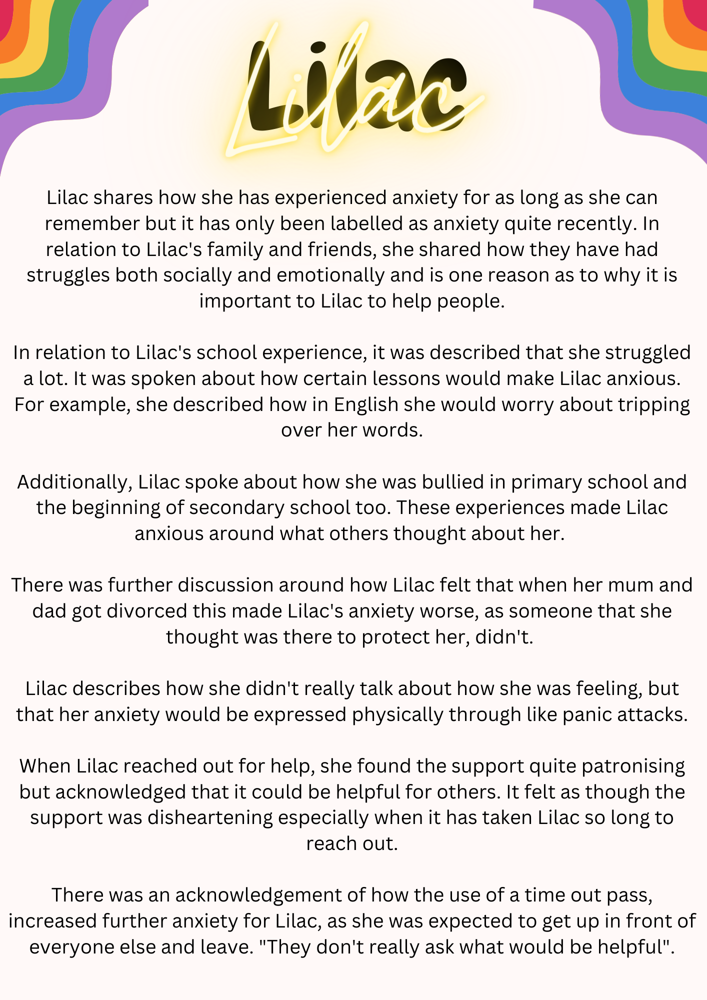 Lilac
Lilac
Lilac shares how she has experienced anxiety for as long as she can
remember but it has only been labelled as anxiety quite recently. In
relation to Lilac's family and friends, she shared how they have had
struggles both socially and emotionally and is one reason as to why it is
important to Lilac to help people.
In relation to Lilac's school experience, it was described that she struggled
a lot. It was spoken about how certain lessons would make Lilac anxious.
For example, she described how in English she would worry about tripping
over her words.
Additionally, Lilac spoke about how she was bullied in primary school and
the beginning of secondary school too. These experiences made Lilac
anxious around what others thought about her.
There was further discussion around how Lilac felt that when her mum and
dad got divorced this made Lilac's anxiety worse, as someone that she
thought was there to protect her, didn't.
Lilac describes how she didn't really talk about how she was feeling, but
that her anxiety would be expressed physically through like panic attacks.
When Lilac reached out for help, she found the support quite patronising
but acknowledged that it could be helpful for others. It felt as though the
support was disheartening especially when it has taken Lilac so long to
reach out.
There was an acknowledgement of how the use of a time out pass,
increased further anxiety for Lilac, as she was expected to get up in front of
everyone else and leave. "They don't really ask what would be helpful".